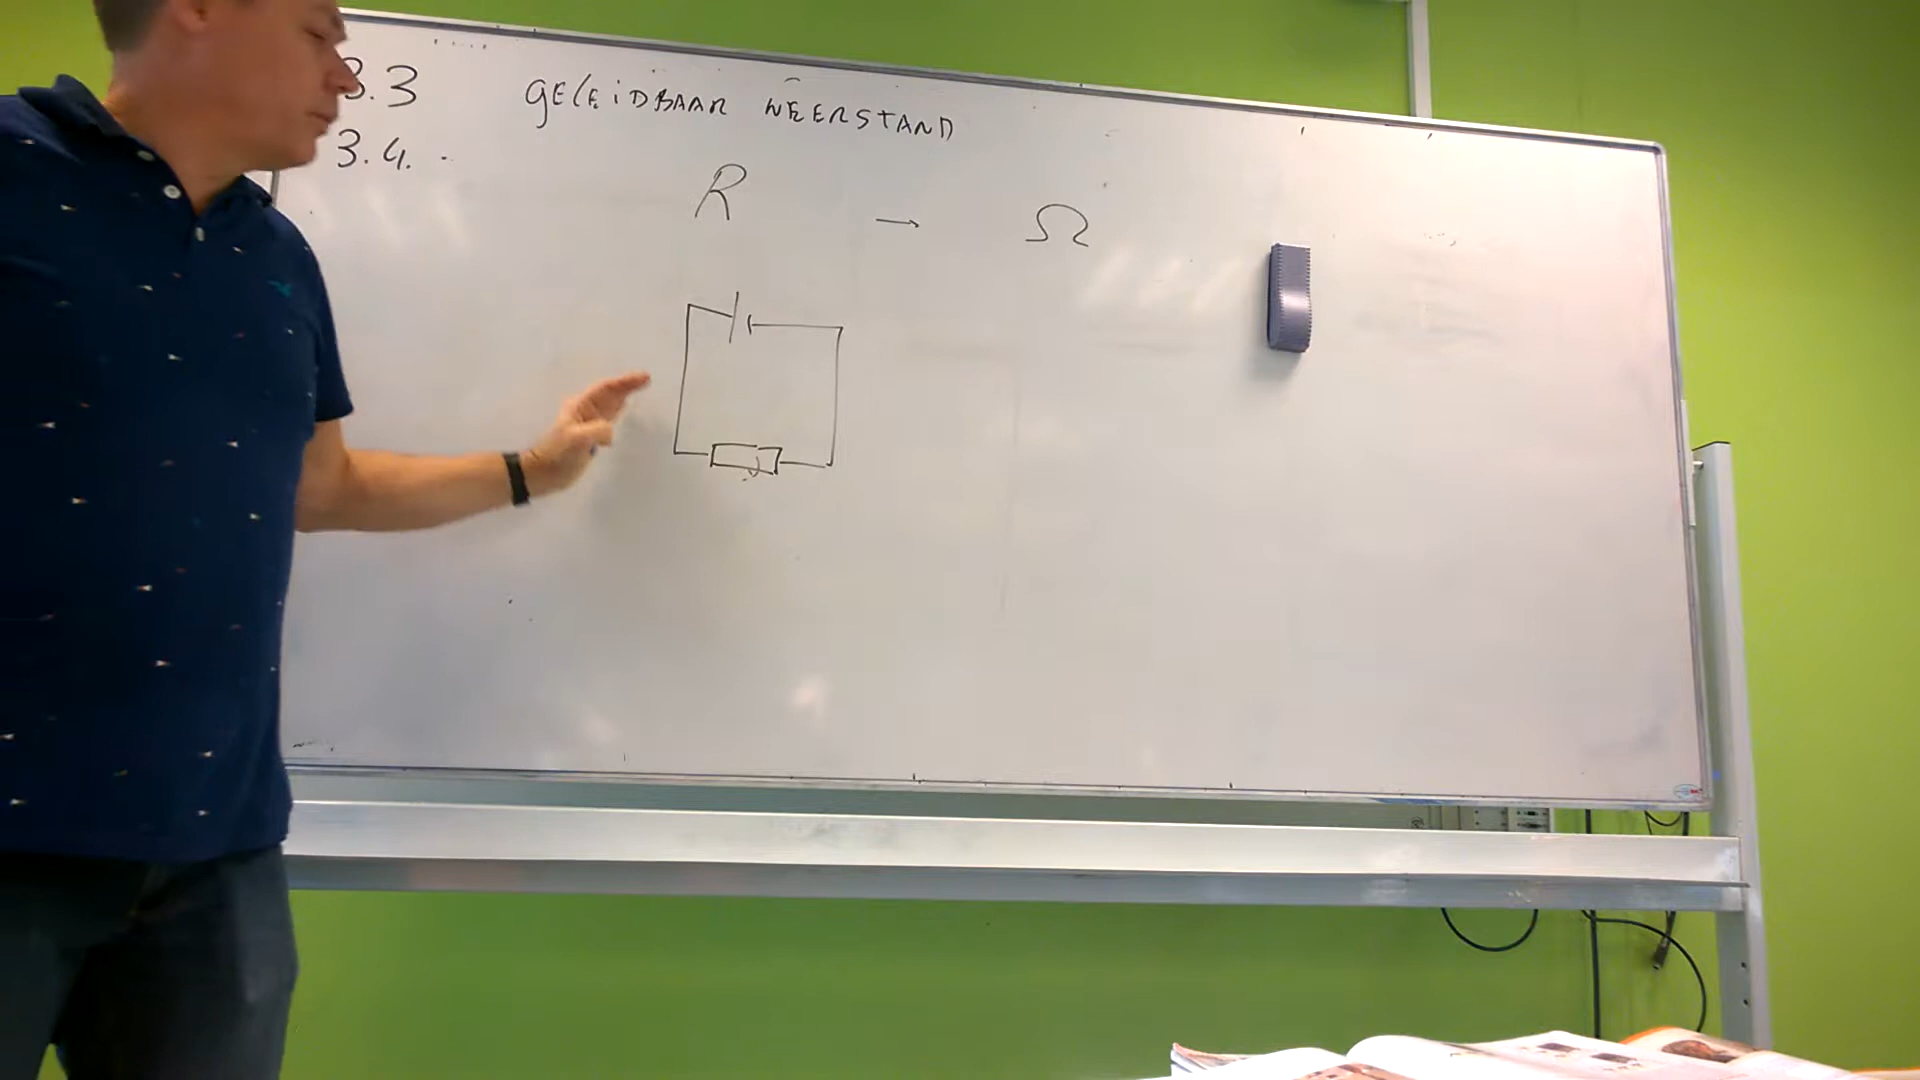 3.3 GELEIDBAAR WEERSTAND
3.4.
R → Ω